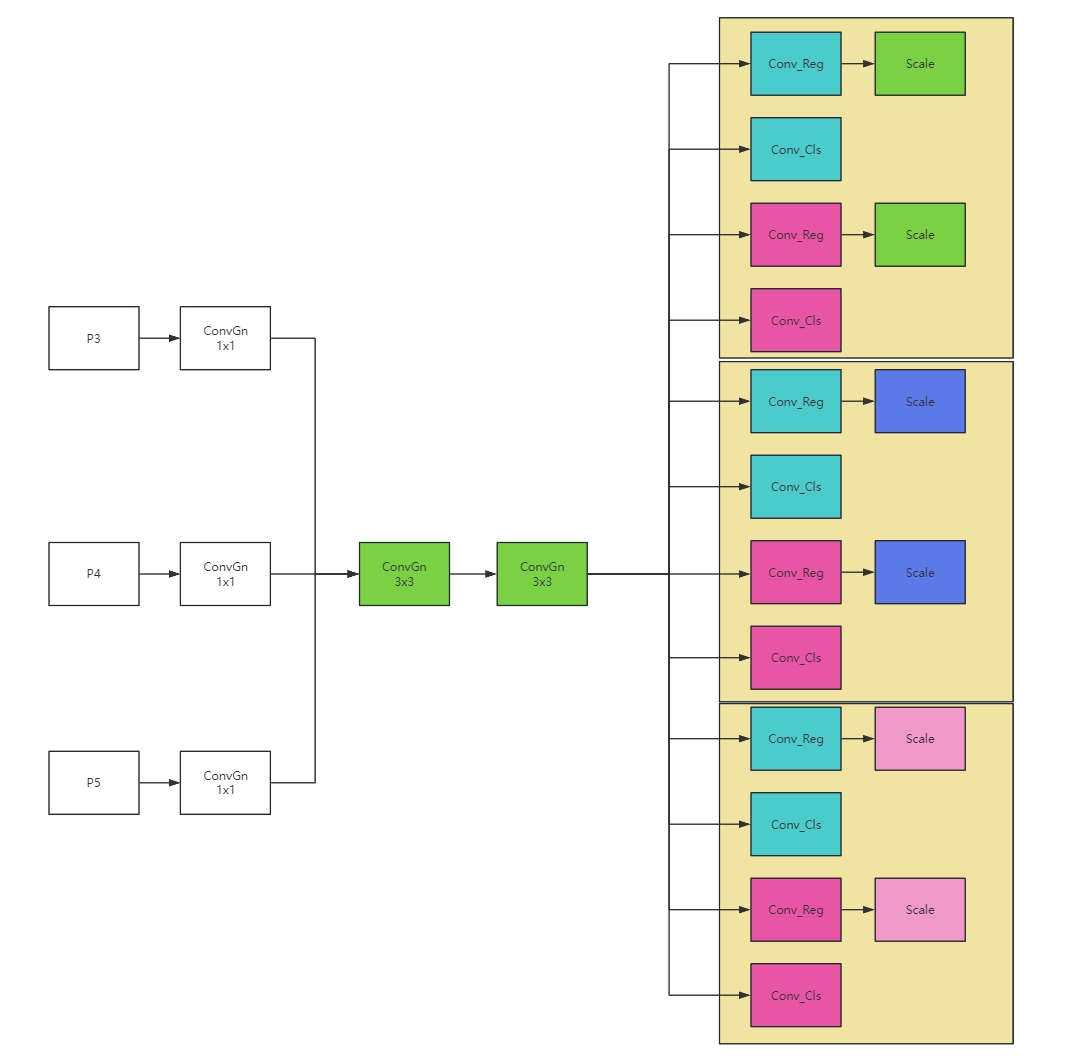 Conv_Reg
Scale
Conv_Cls
Conv_Reg
Scale
Conv_Cls
P3
ConvGn
1x1
Conv_Reg
Scale
Conv_Cls
P4
ConvGn
1x1
ConvGn
3x3
ConvGn
3x3
Conv_Reg
Scale
Conv_Cls
Conv_Reg
Scale
P5
ConvGn
1x1
Conv_Cls
Conv_Reg
Scale
Conv_Cls